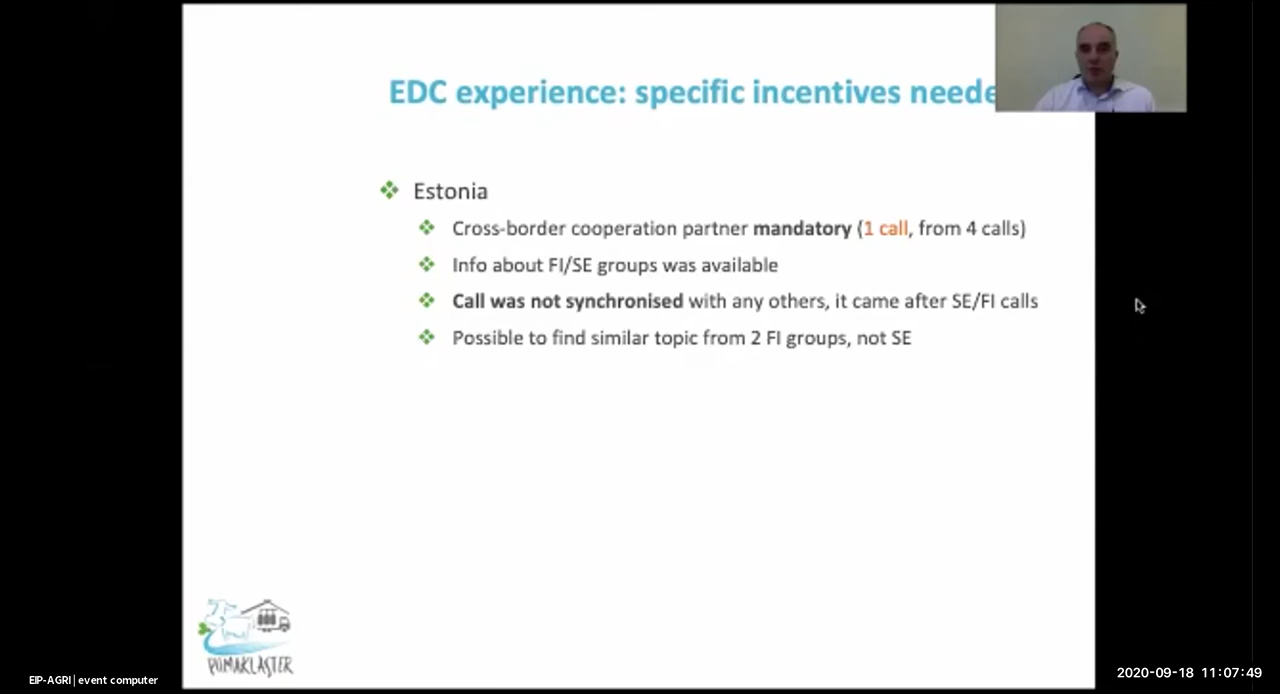 EDC experience: specific incentives neede
Estonia
Cross-border cooperation partner mandatory (1 call, from 4 calls)
Info about FI/SE groups was available
Call was not synchronised with any others, it came after SE/FI calls
Possible to find similar topic from 2 FI groups, not SE
PIIMAKLASTER
EIP-AGRI | event computer
2020-09-18 11:07:49